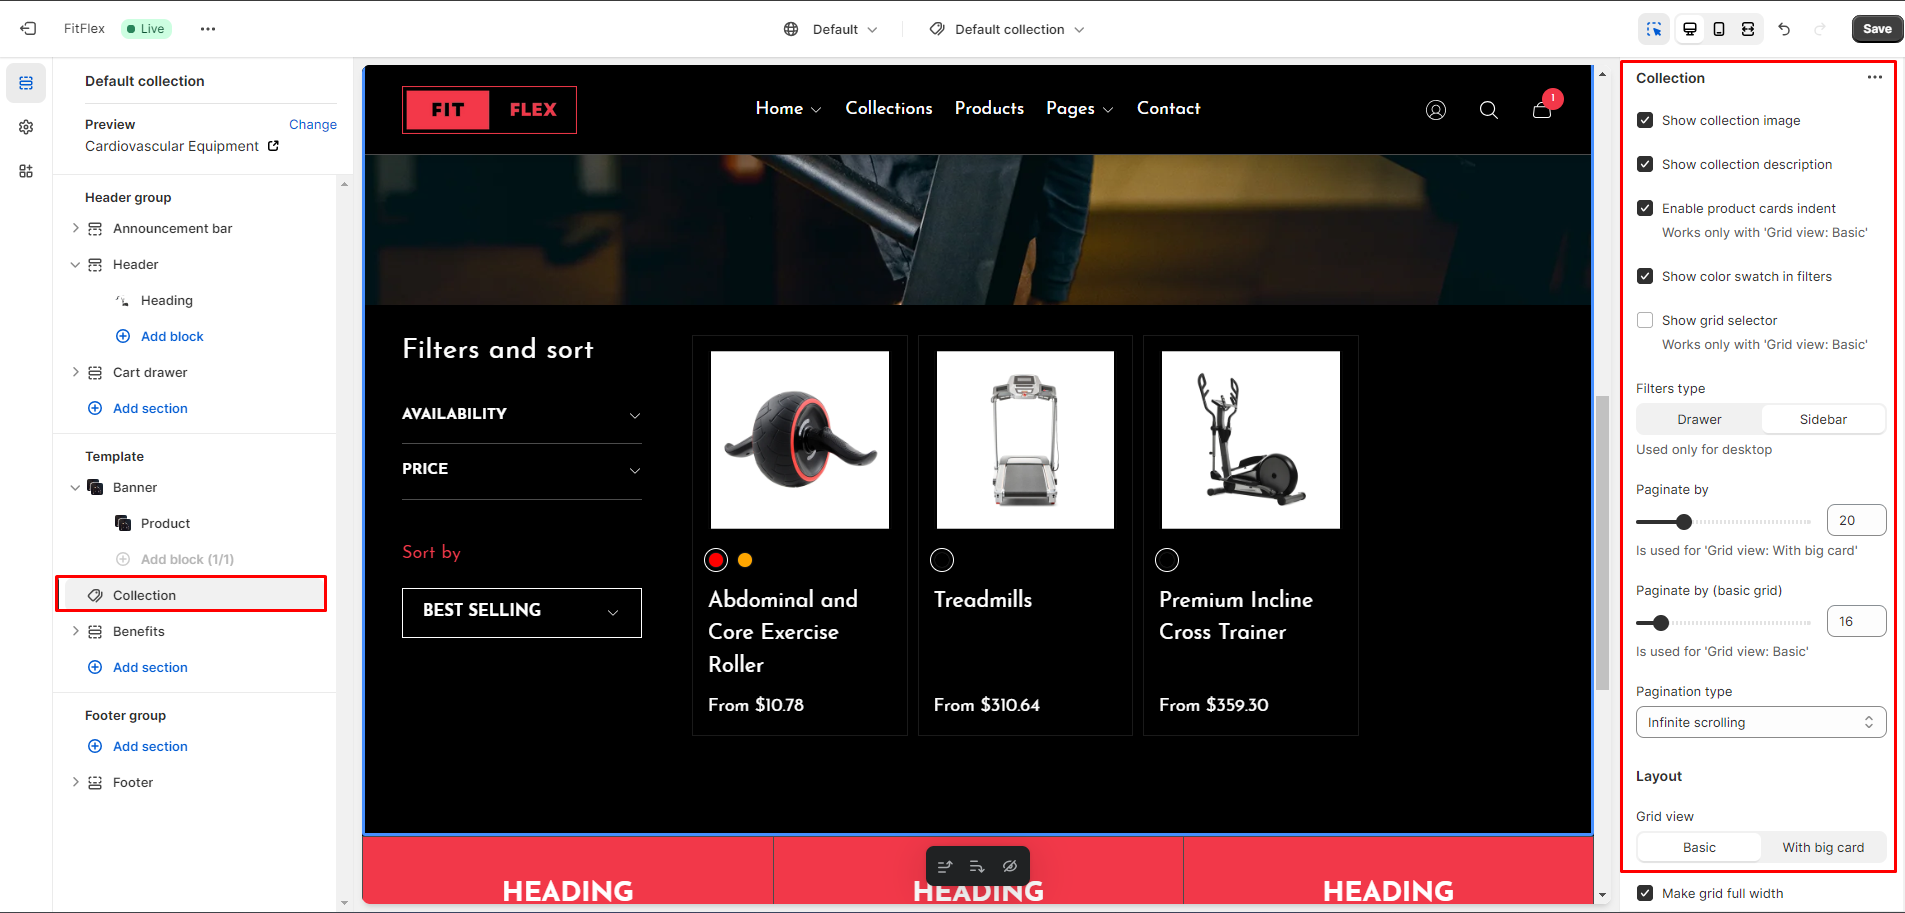 FitFlex
Live
Default
Default collection
Save
Default collection
Preview
Change
Cardiovascular Equipment
Header group
Announcement bar
Header
Heading
Add block
Cart drawer
Add section
Template
Banner
Product
Add block (1/1)
Collection
Benefits
Add section
Footer group
Add section
Footer
FIT FLEX
Home
Collections
Products
Pages
Contact
1
Filters and sort
AVAILABILITY
PRICE
Sort by
BEST SELLING
Abdominal and
Core Exercise
Roller
From $10.78
Treadmills
From $310.64
Premium Incline
Cross Trainer
From $359.30
HEADING
HEADING
HEADING
Collection
Show collection image
Show collection description
Enable product cards indent
Works only with 'Grid view: Basic'
Show color swatch in filters
Show grid selector
Works only with 'Grid view: Basic'
Filters type
Drawer
Sidebar
Used only for desktop
Paginate by
20
Is used for 'Grid view: With big card'
Paginate by (basic grid)
16
Is used for 'Grid view: Basic'
Pagination type
Infinite scrolling
Layout
Grid view
Basic
With big card
Make grid full width